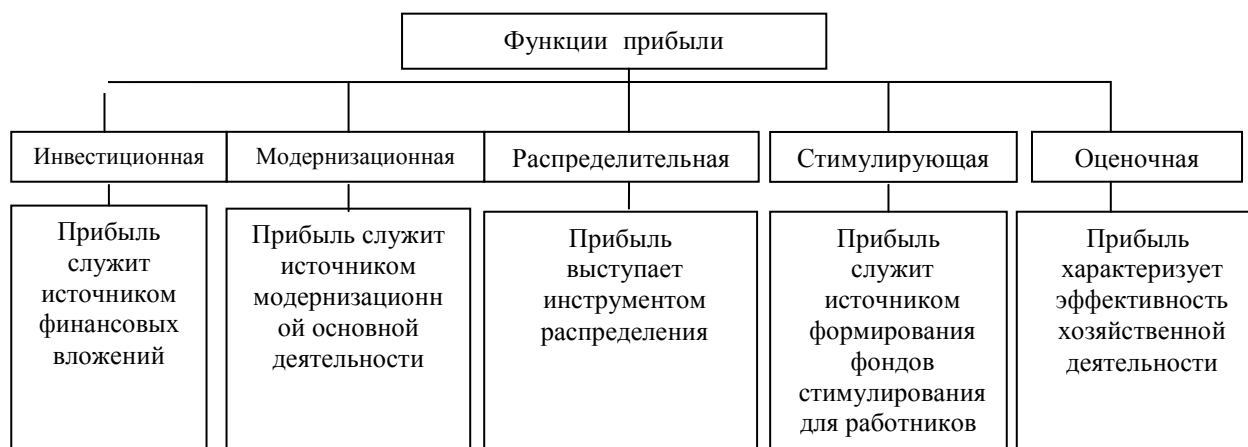 Функции прибыли
Инвестиционная
Модернизационная
Распределительная
Стимулирующая
Оценочная
Прибыль
служит
источником
финансовых
вложений
Прибыль служит
источником
модернизационн
ой основной
деятельности
Прибыль
выступает
инструментом
распределения
Прибыль
служит
источником
формирования
фондов
стимулирования
для работников
Прибыль
характеризует
эффективность
хозяйственной
деятельности